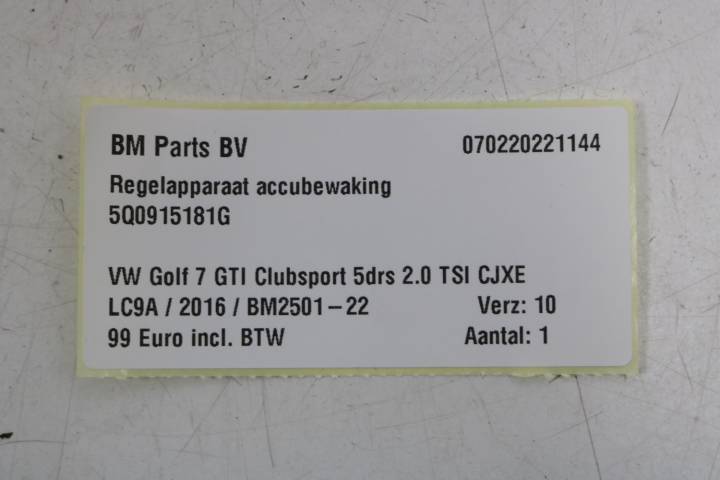 BM Parts BV 070220221144
Regelapparaat accubewaking
5Q0915181G
VW Golf 7 GTI Clubsport 5drs 2.0 TSI CJXE
LC9A / 2016 / BM2501-22 Verz: 10
99 Euro incl. BTW Aantal: 1